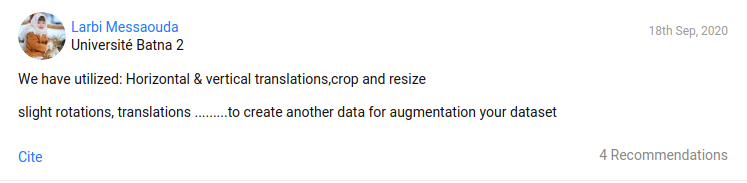 Larbi Messaouda
18th Sep, 2020
Université Batna 2
We have utilized: Horizontal & vertical translations,crop and resize
slight rotations, translations .........to create another data for augmentation your dataset
Cite
4 Recommendations